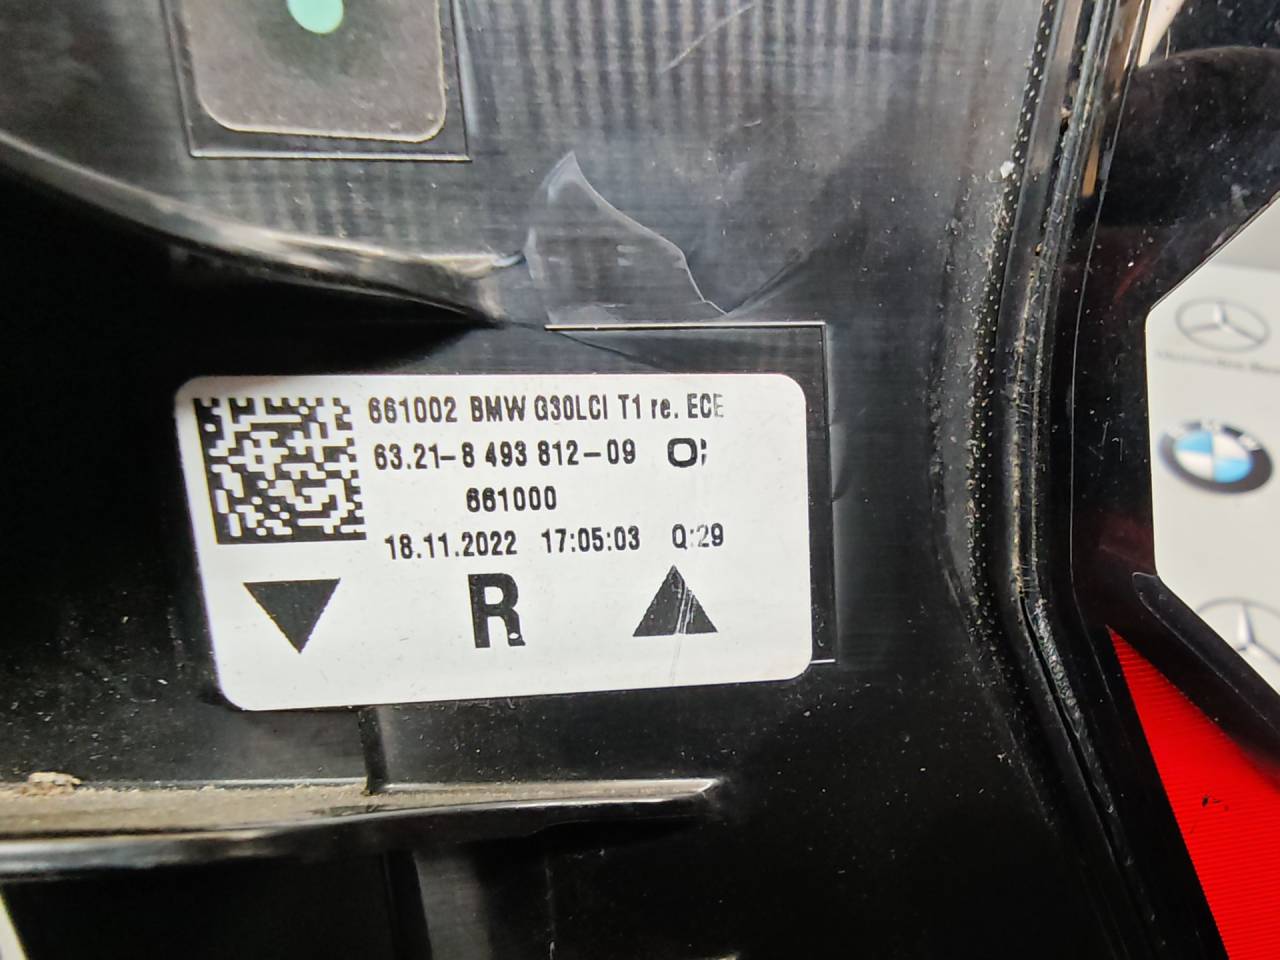 661002 BMW G30LCI T1 re. ECE
63.21-8 493 812-09
661000
18.11.2022 17:05:03 Q:29
R